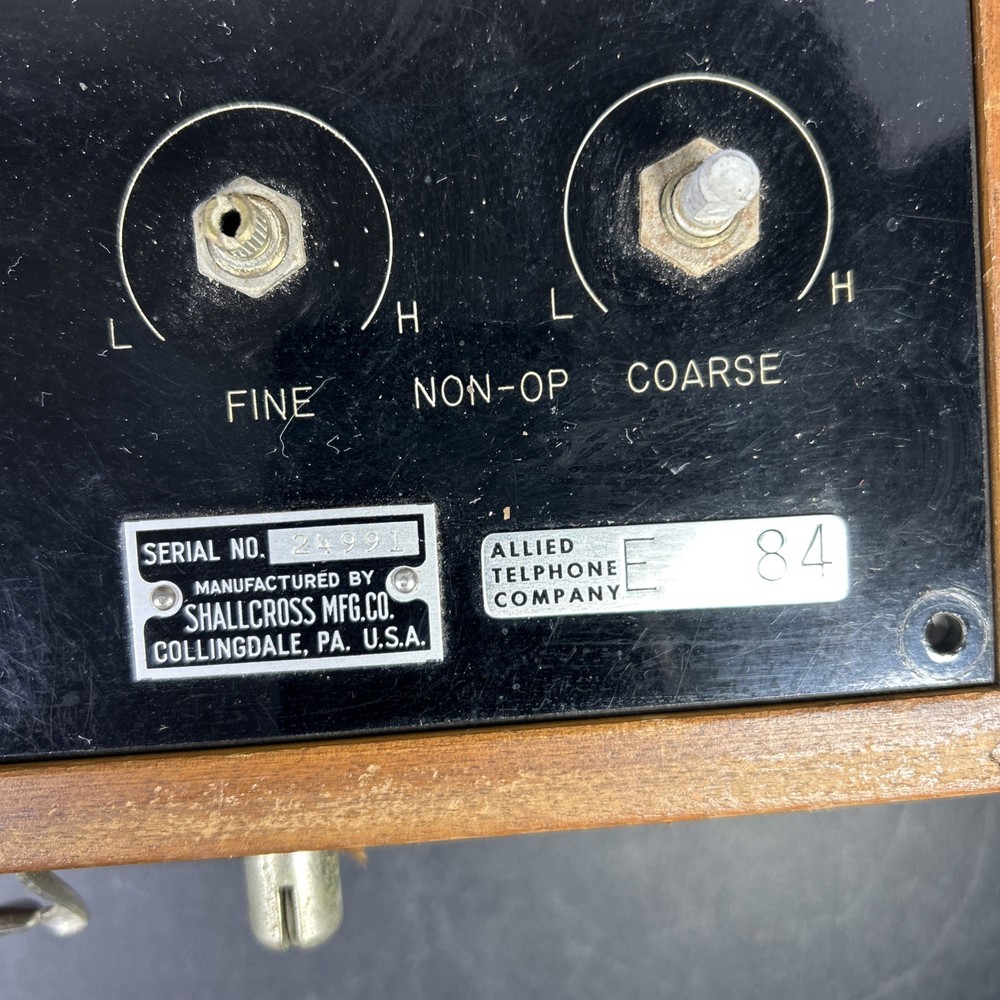 L H
L H
FINE NON-OP COARSE
SERIAL NO. 24991
MANUFACTURED BY
SHALLCROSS MFG.CO.
COLLINGDALE, PA. U.S.A.
ALLIED
TELPHONE
COMPANY
E 84